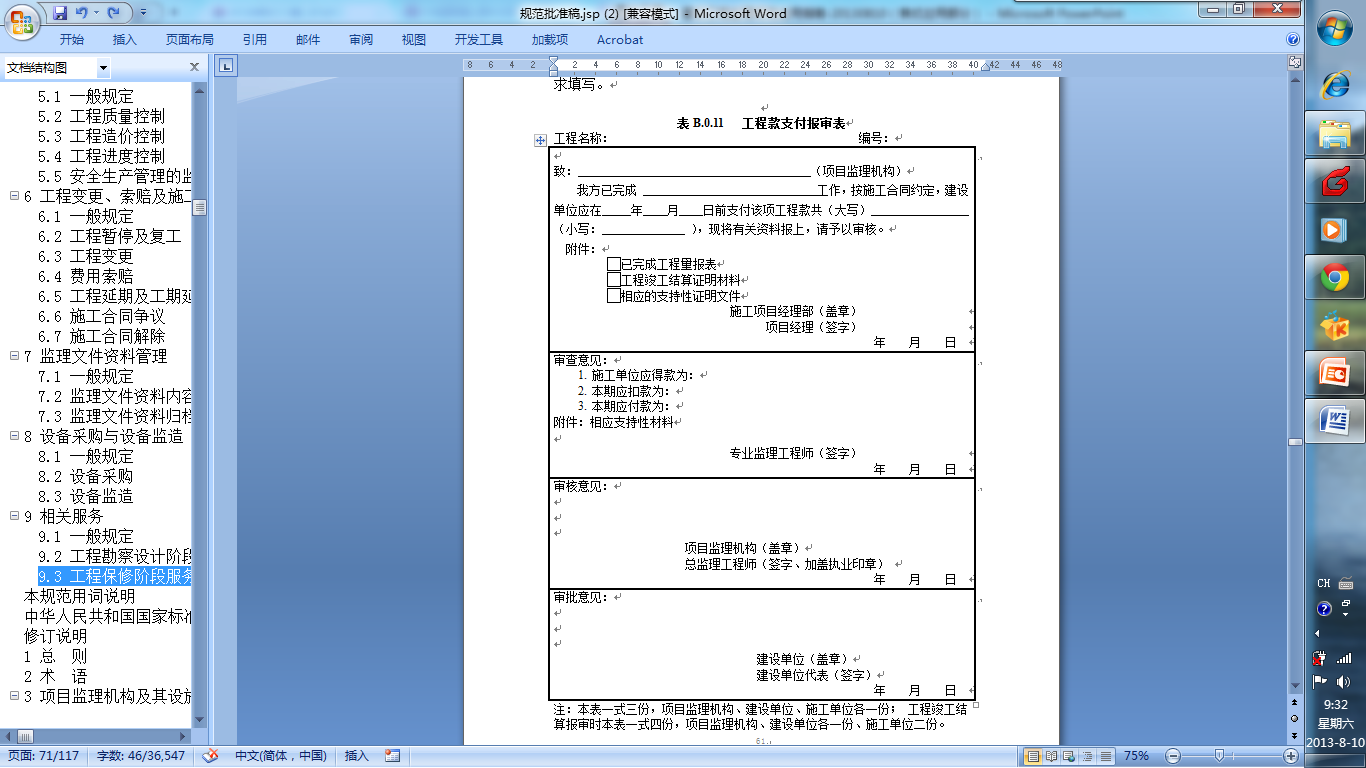 规范批准稿.jsp (2) [兼容模式] - Microsoft Word
开始 插入 页面布局 引用 邮件 审阅 视图 开发工具 加载项 Acrobat
文档结构图
5.1 一般规定
5.2 工程质量控制
5.3 工程造价控制
5.4 工程进度控制
5.5 安全生产管理的监
6 工程变更、索赔及施工
6.1 一般规定
6.2 工程暂停及复工
6.3 工程变更
6.4 费用索赔
6.5 工程延期及工期延
6.6 施工合同争议
6.7 施工合同解除
7 监理文件资料管理
7.1 一般规定
7.2 监理文件资料内容
7.3 监理文件资料归档
8 设备采购与设备监造
8.1 一般规定
8.2 设备采购
8.3 设备监造
9 相关服务
9.1 一般规定
9.2 工程勘察设计阶段
9.3 工程保修阶段服务
本规范用词说明
中华人民共和国国家标准
修订说明
1 总 则
2 术 语
3 项目监理机构及其设施
8 6 4 2 2 4 6 8 10 12 14 16 18 20 22 24 26 28 30 32 34 36 38 40 42 44 46 48
求填写。
表 B.0.11 工程款支付报审表
工程名称: 编号:
致:（项目监理机构）
我方已完成 工作,按施工合同约定,建设
单位应在 年 月 日前支付该项工程款共（大写）
（小写: ),现将有关资料报上,请予以审核。
附件:
□已完成工程量报表
□工程竣工结算证明材料
□相应的支持性证明文件
施工项目经理部（盖章）
项目经理（签字）
年 月 日
审查意见:
1. 施工单位应得款为:
2. 本期应扣款为:
3. 本期应付款为:
附件: 相应支持性材料
专业监理工程师（签字）
年 月 日
审核意见:
项目监理机构（盖章）
总监理工程师（签字、加盖执业印章）
年 月 日
审批意见:
建设单位（盖章）
建设单位代表（签字）
年 月 日
注: 本表一式三份,项目监理机构、建设单位、施工单位各一份; 工程竣工结
算报审时本表一式四份,项目监理机构、建设单位各一份、施工单位二份。
61
页面: 71/117 字数: 46/36,547 中文(简体，中国) 插入 75%
CH
9:32
星期六
2013-8-10